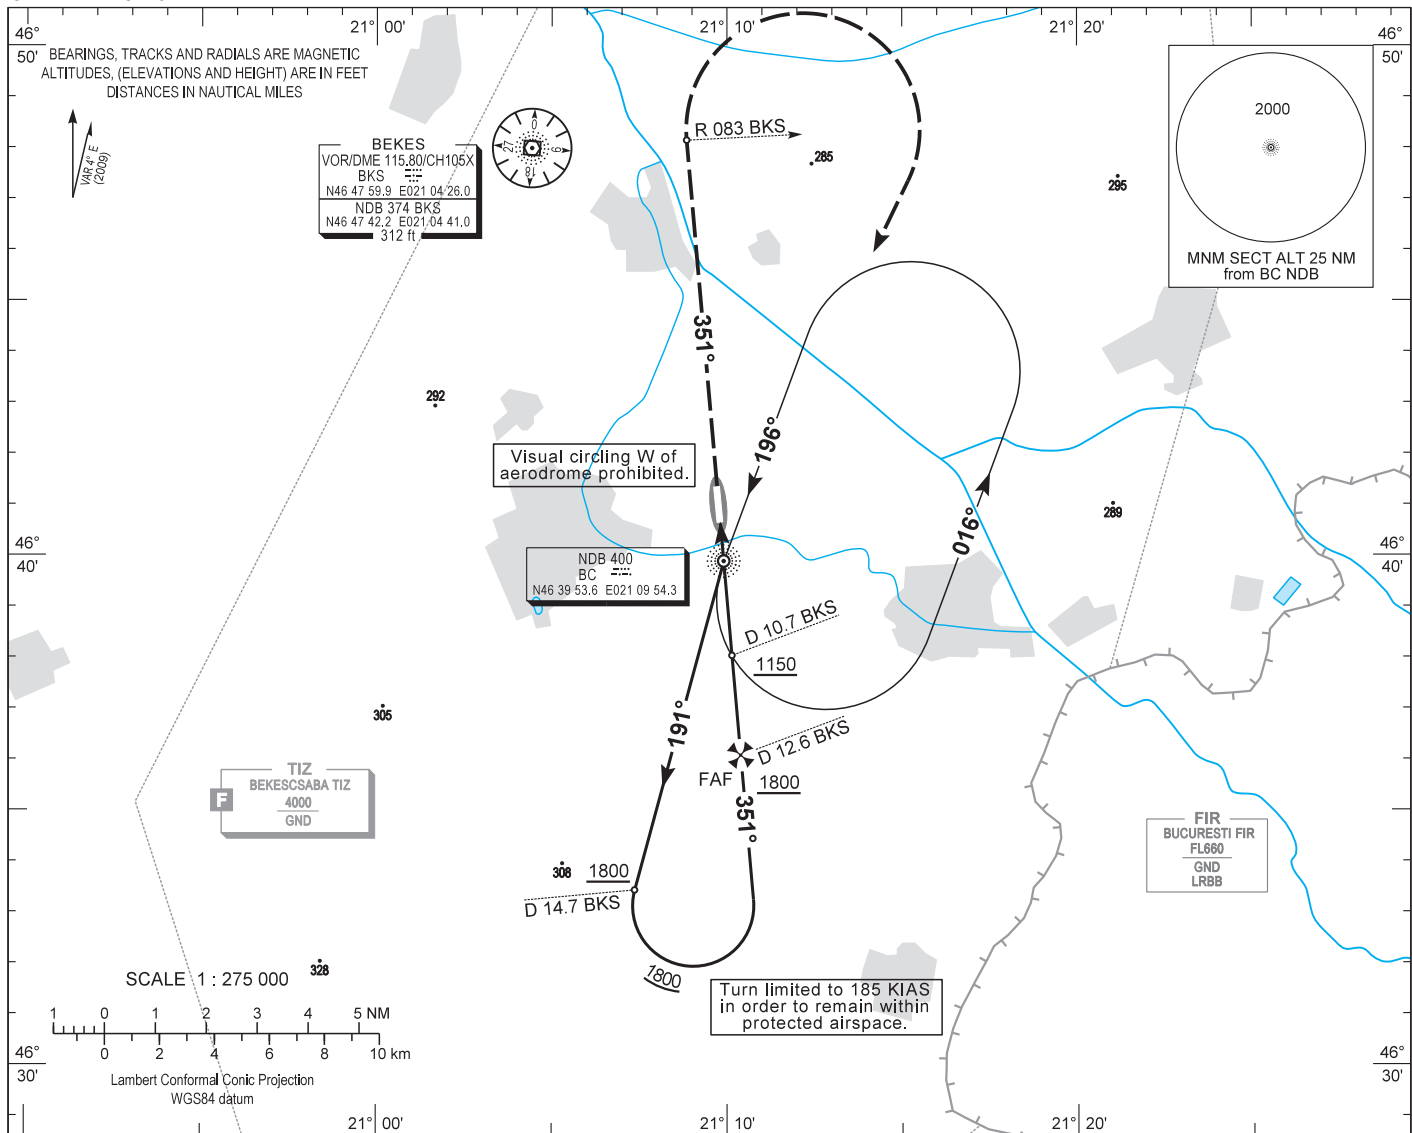 21° 00'
21° 10'
21° 20'
46°
50'
46°
50'
BEARINGS, TRACKS AND RADIALS ARE MAGNETIC
ALTITUDES, (ELEVATIONS AND HEIGHT) ARE IN FEET
DISTANCES IN NAUTICAL MILES
VAR 4° E
(2009)
BEKES
VOR/DME 115.80/CH105X
BKS
N46 47 59.9 E021 04 26.0
NDB 374 BKS
N46 47 42.2 E021 04 41.0
312 ft
0
9
18
27
R 083 BKS
285
295
2000
MNM SECT ALT 25 NM
from BC NDB
351°
292
196°
Visual circling W of
aerodrome prohibited.
289
016°
46°
40'
46°
40'
NDB 400
BC
N46 39 53.6 E021 09 54.3
D 10.7 BKS
1150
191°
305
D 12.6 BKS
FAF
1800
351°
TIZ
BEKESCSABA TIZ
4000
GND
F
FIR
BUCURESTI FIR
FL660
GND
LRBB
308
1800
D 14.7 BKS
1800
328
SCALE 1 : 275 000
Turn limited to 185 KIAS
in order to remain within
protected airspace.
1 0 1 2 3 4 5 NM
0 2 4 6 8 10 km
Lambert Conformal Conic Projection
WGS84 datum
46°
30'
46°
30'
21° 00'
21° 10'
21° 20'